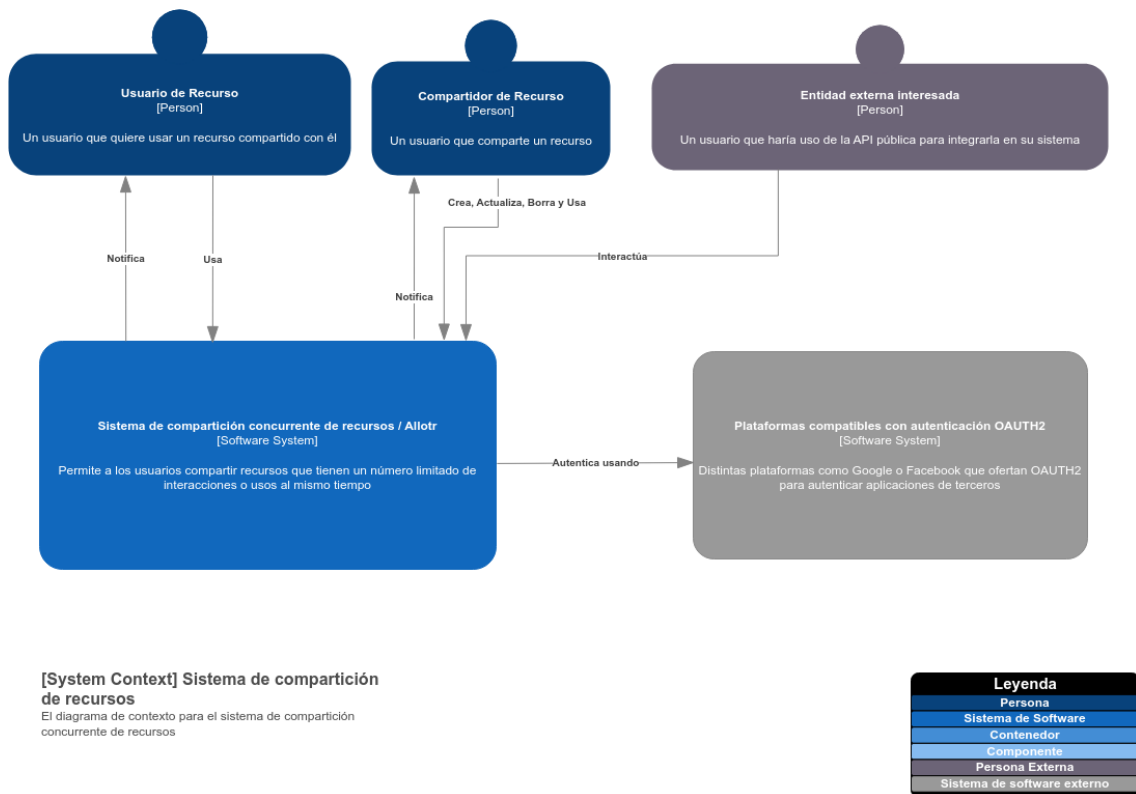 Usuario de Recurso
[Person]
Un usuario que quiere usar un recurso compartido con él
Compartidor de Recurso
[Person]
Un usuario que comparte un recurso
Entidad externa interesada
[Person]
Un usuario que haría uso de la API pública para integrarla en su sistema
Crea, Actualiza, Borra y Usa
Notifica
Usa
Interactúa
Notifica
Sistema de compartición concurrente de recursos / Allotr
[Software System]
Permite a los usuarios compartir recursos que tienen un número limitado de
interacciones o usos al mismo tiempo
Autentica usando
Plataformas compatibles con autenticación OAUTH2
[Software System]
Distintas plataformas como Google o Facebook que ofertan OAUTH2
para autenticar aplicaciones de terceros
[System Context] Sistema de compartición
de recursos
El diagrama de contexto para el sistema de compartición
concurrente de recursos
Leyenda
Persona
Sistema de Software
Contenedor
Componente
Persona Externa
Sistema de software externo